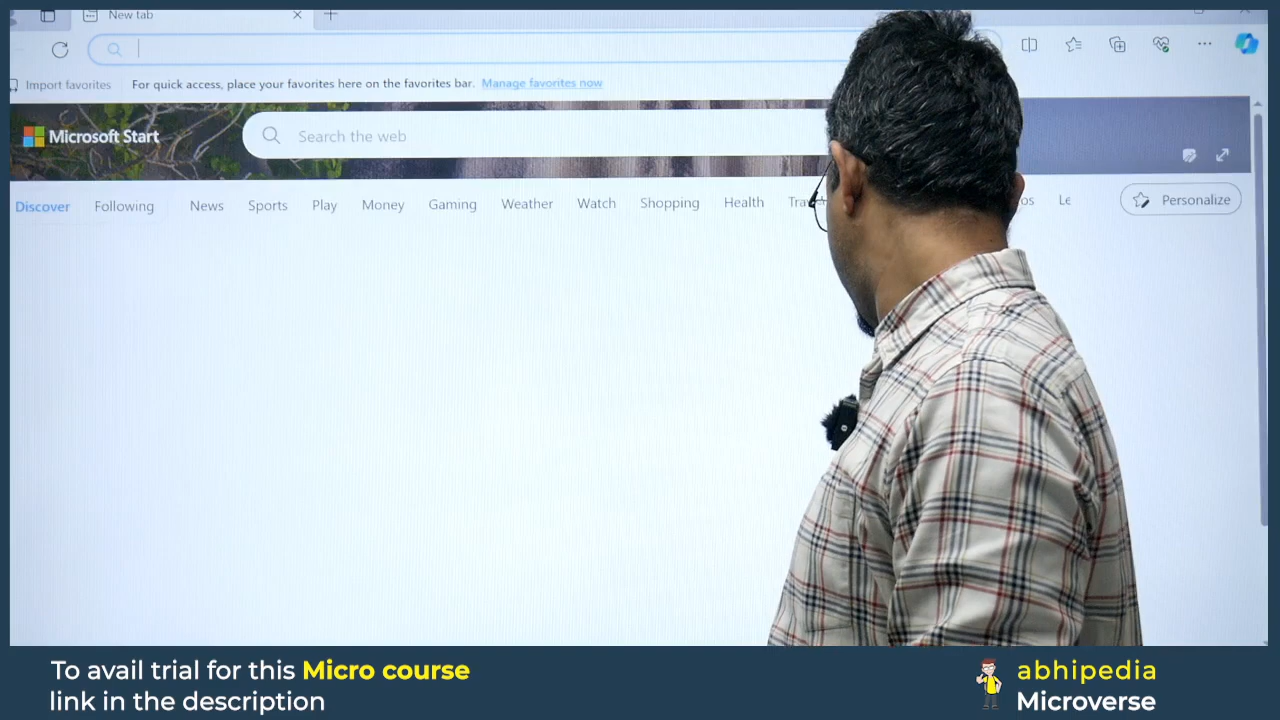 New tab
Import favorites For quick access, place your favorites here on the favorites bar. Manage favorites now
Microsoft Start
Search the web
Discover Following News Sports Play Money Gaming Weather Watch Shopping Health Personalize
To avail trial for this Micro course
link in the description
abhipedia
Microverse